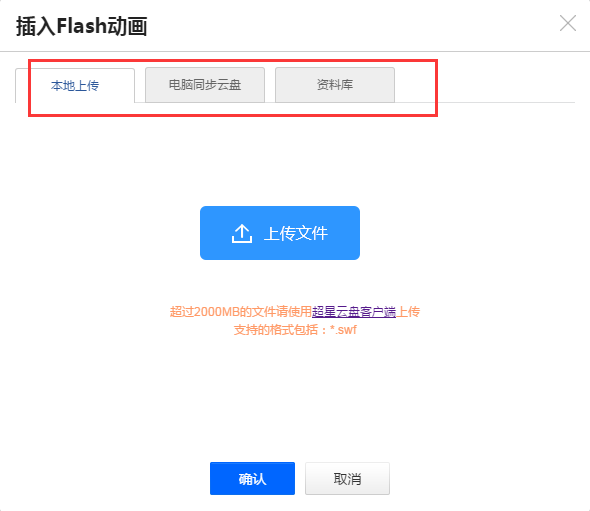 插入Flash动画
本地上传 电脑同步云盘 资料库
上传文件
超过2000MB的文件请使用超星云盘客户端上传
支持的格式包括：*.swf
确认 取消